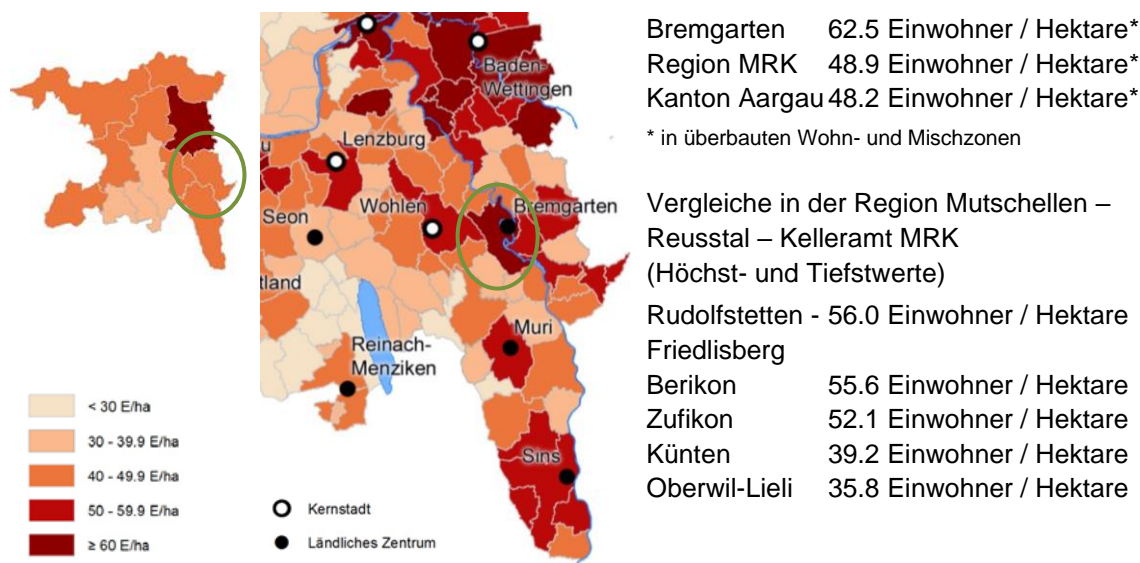 Baden-
Wettingen
Lenzburg
u
Wohlen
Bremgarten
Seon
tland
Muri
Reinach-
Menziken
Sins
< 30 E/ha
30 - 39.9 E/ha
40 - 49.9 E/ha
50 - 59.9 E/ha
≥ 60 E/ha
Kernstadt
Ländliches Zentrum
Bremgarten 62.5 Einwohner / Hektare*
Region MRK 48.9 Einwohner / Hektare*
Kanton Aargau 48.2 Einwohner / Hektare*
* in überbauten Wohn- und Mischzonen
Vergleiche in der Region Mutschellen –
Reusstal – Kelleramt MRK
(Höchst- und Tiefstwerte)
Rudolfstetten - 56.0 Einwohner / Hektare
Friedlisberg
Berikon 55.6 Einwohner / Hektare
Zufikon 52.1 Einwohner / Hektare
Künten 39.2 Einwohner / Hektare
Oberwil-Lieli 35.8 Einwohner / Hektare